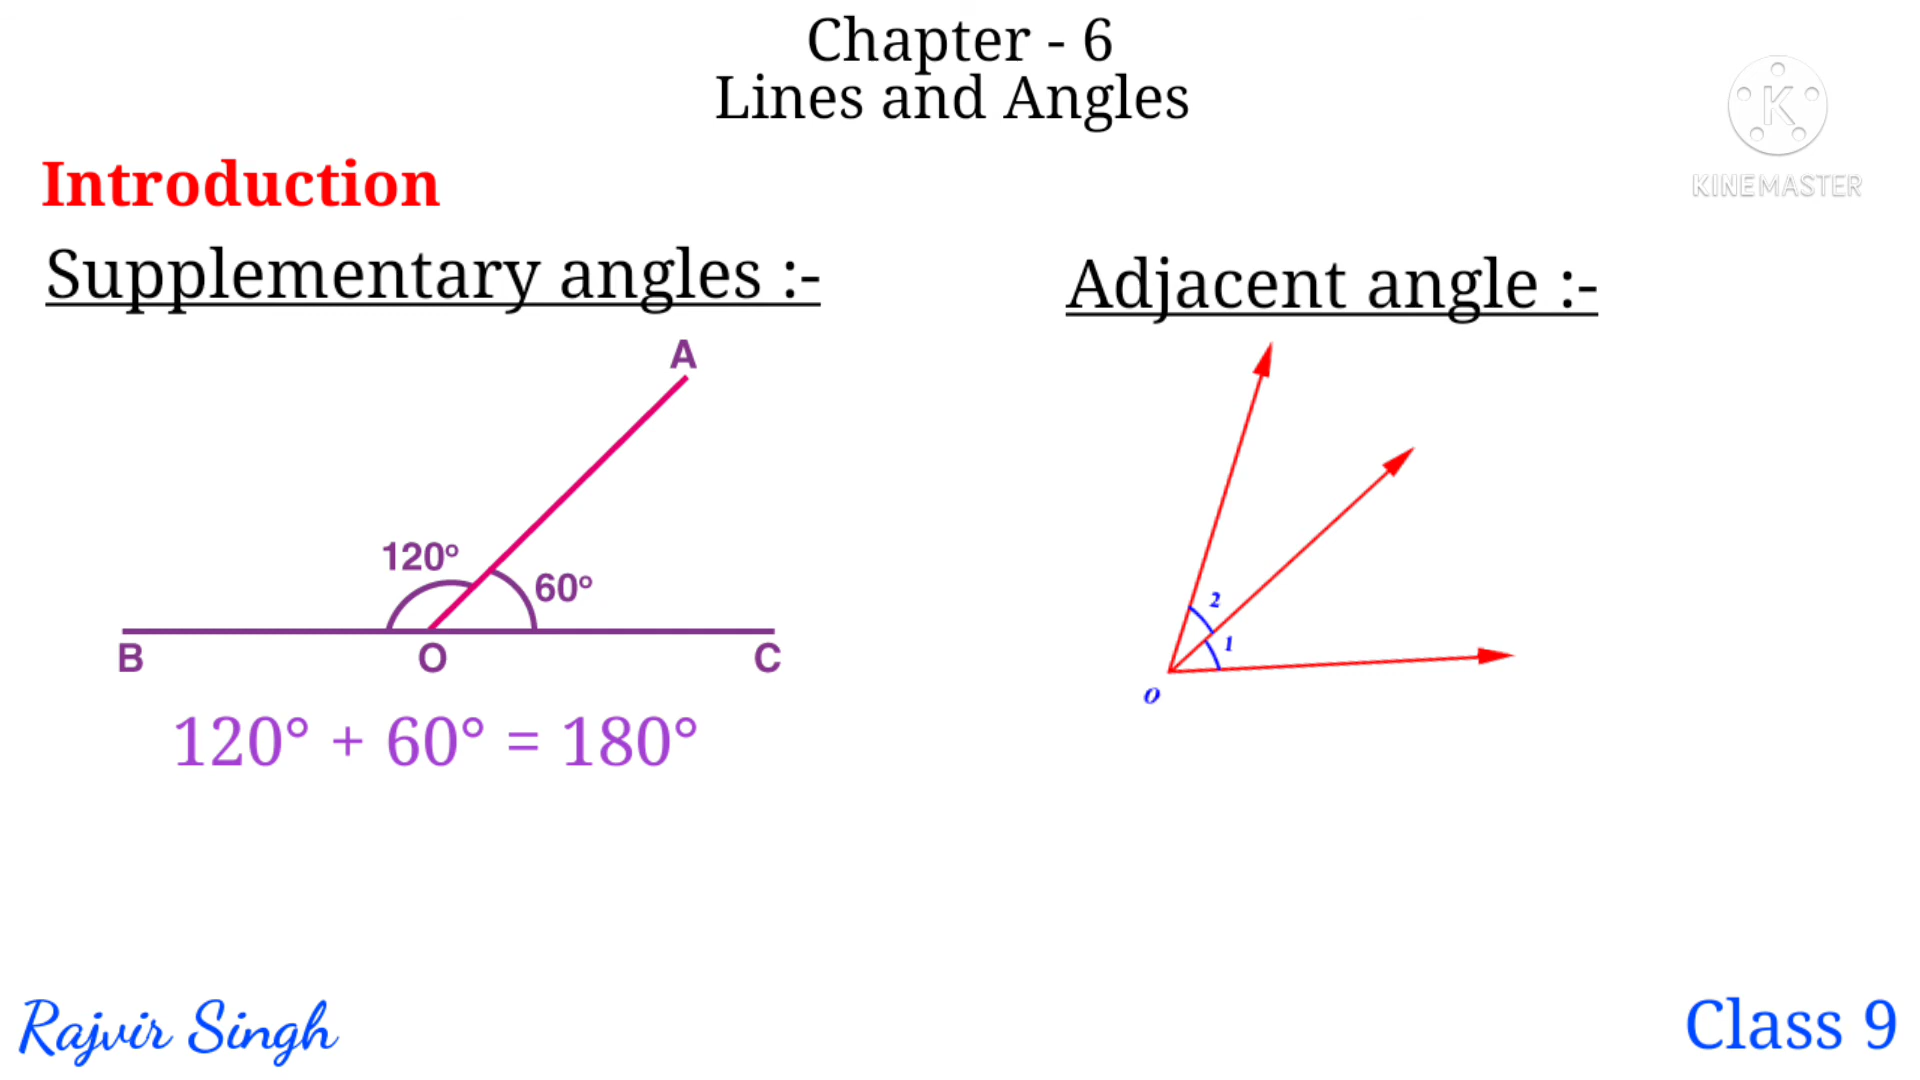 Chapter - 6
Lines and Angles
KINEMASTER
Introduction
Supplementary angles :-
A
120°
60°
B
O
C
120° + 60° = 180°
Adjacent angle :-
2
1
O
Rajvir Singh
Class 9